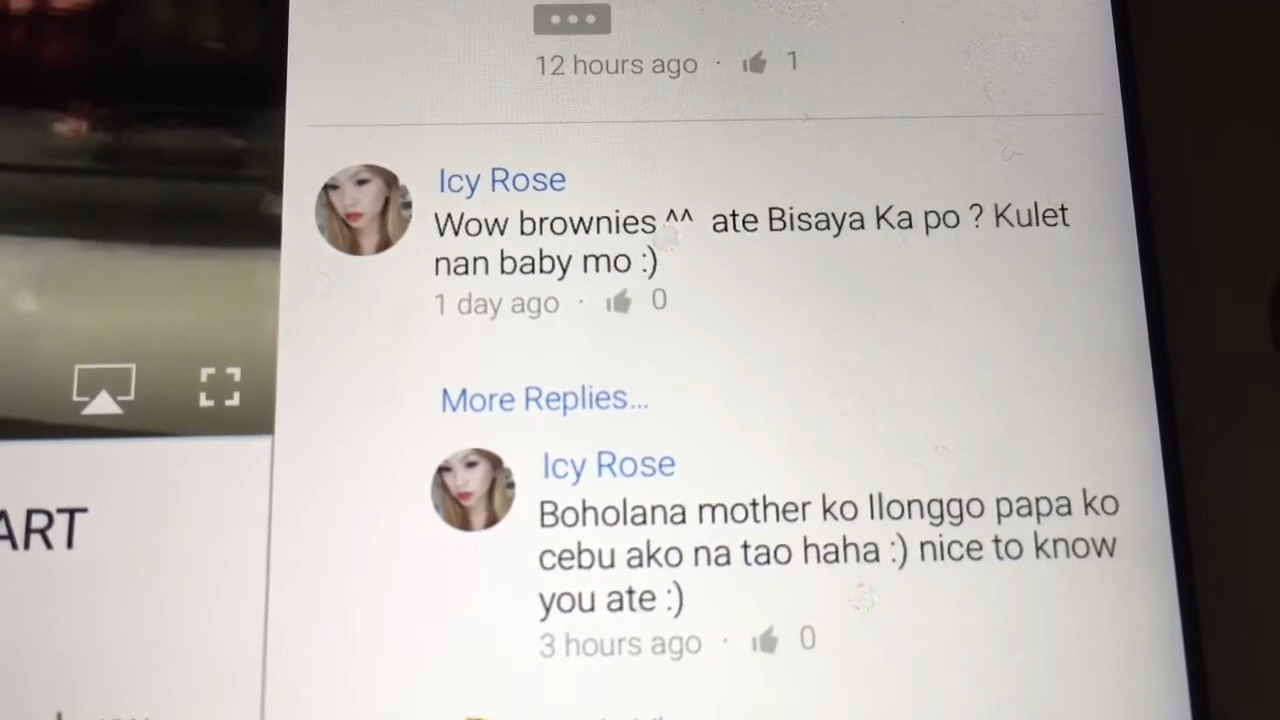 12 hours ago · 1
Icy Rose
Wow brownies ^^ ate Bisaya Ka po ? Kulet
nan baby mo :)
1 day ago · 0
More Replies...
Icy Rose
Boholana mother ko Ilonggo papa ko
cebu ako na tao haha :) nice to know
you ate :)
3 hours ago · 0
ART